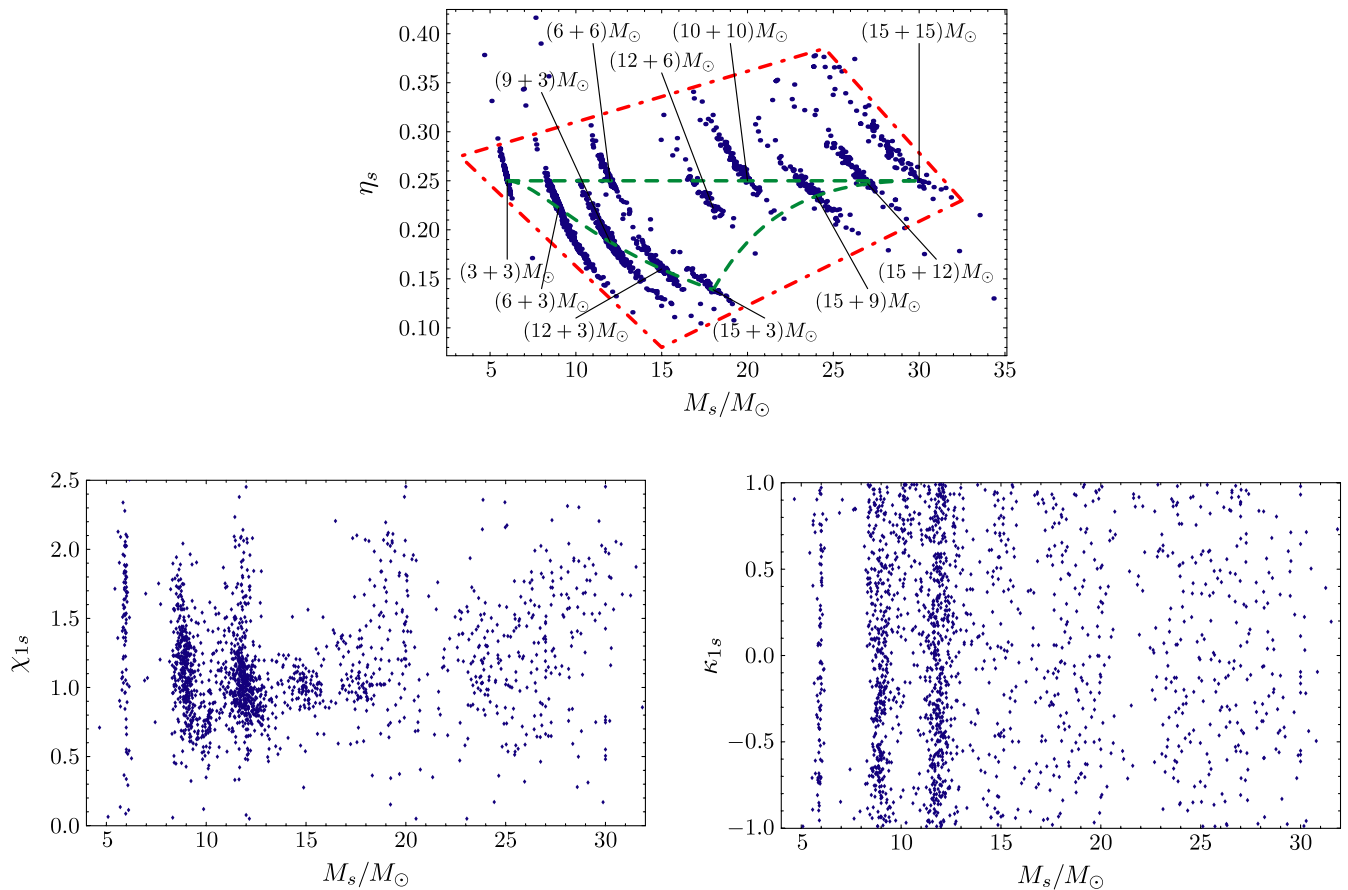 0.40
0.35
0.30
0.25
0.20
0.15
0.10
η_s
(6 + 6)M_⊙
(10 + 10)M_⊙
(15 + 15)M_⊙
(12 + 6)M_⊙
(9 + 3)M_⊙
(3 + 3)M_⊙
(15 + 12)M_⊙
(6 + 3)M_⊙
(15 + 9)M_⊙
(12 + 3)M_⊙
(15 + 3)M_⊙
5 10 15 20 25 30
M_s/M_⊙
2.5
2.0
1.5
1.0
0.5
0.0
χ_{1s}
5 10 15 20 25 30
M_s/M_⊙
1.0
0.5
0.0
−0.5
−1.0
κ_{1s}
5 10 15 20 25 30
M_s/M_⊙